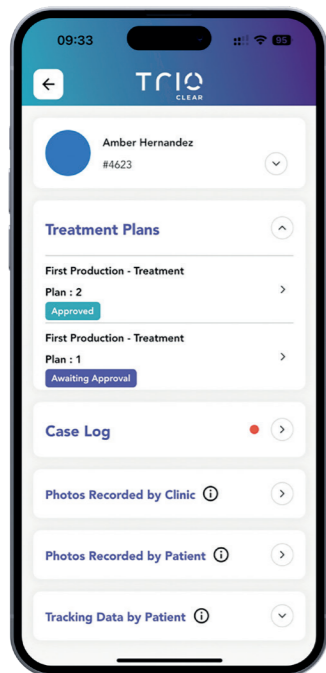 09:33
95
TRIO
CLEAR
Amber Hernandez
#4623
Treatment Plans
First Production - Treatment
Plan : 2
Approved
First Production - Treatment
Plan : 1
Awaiting Approval
Case Log
Photos Recorded by Clinic
Photos Recorded by Patient
Tracking Data by Patient